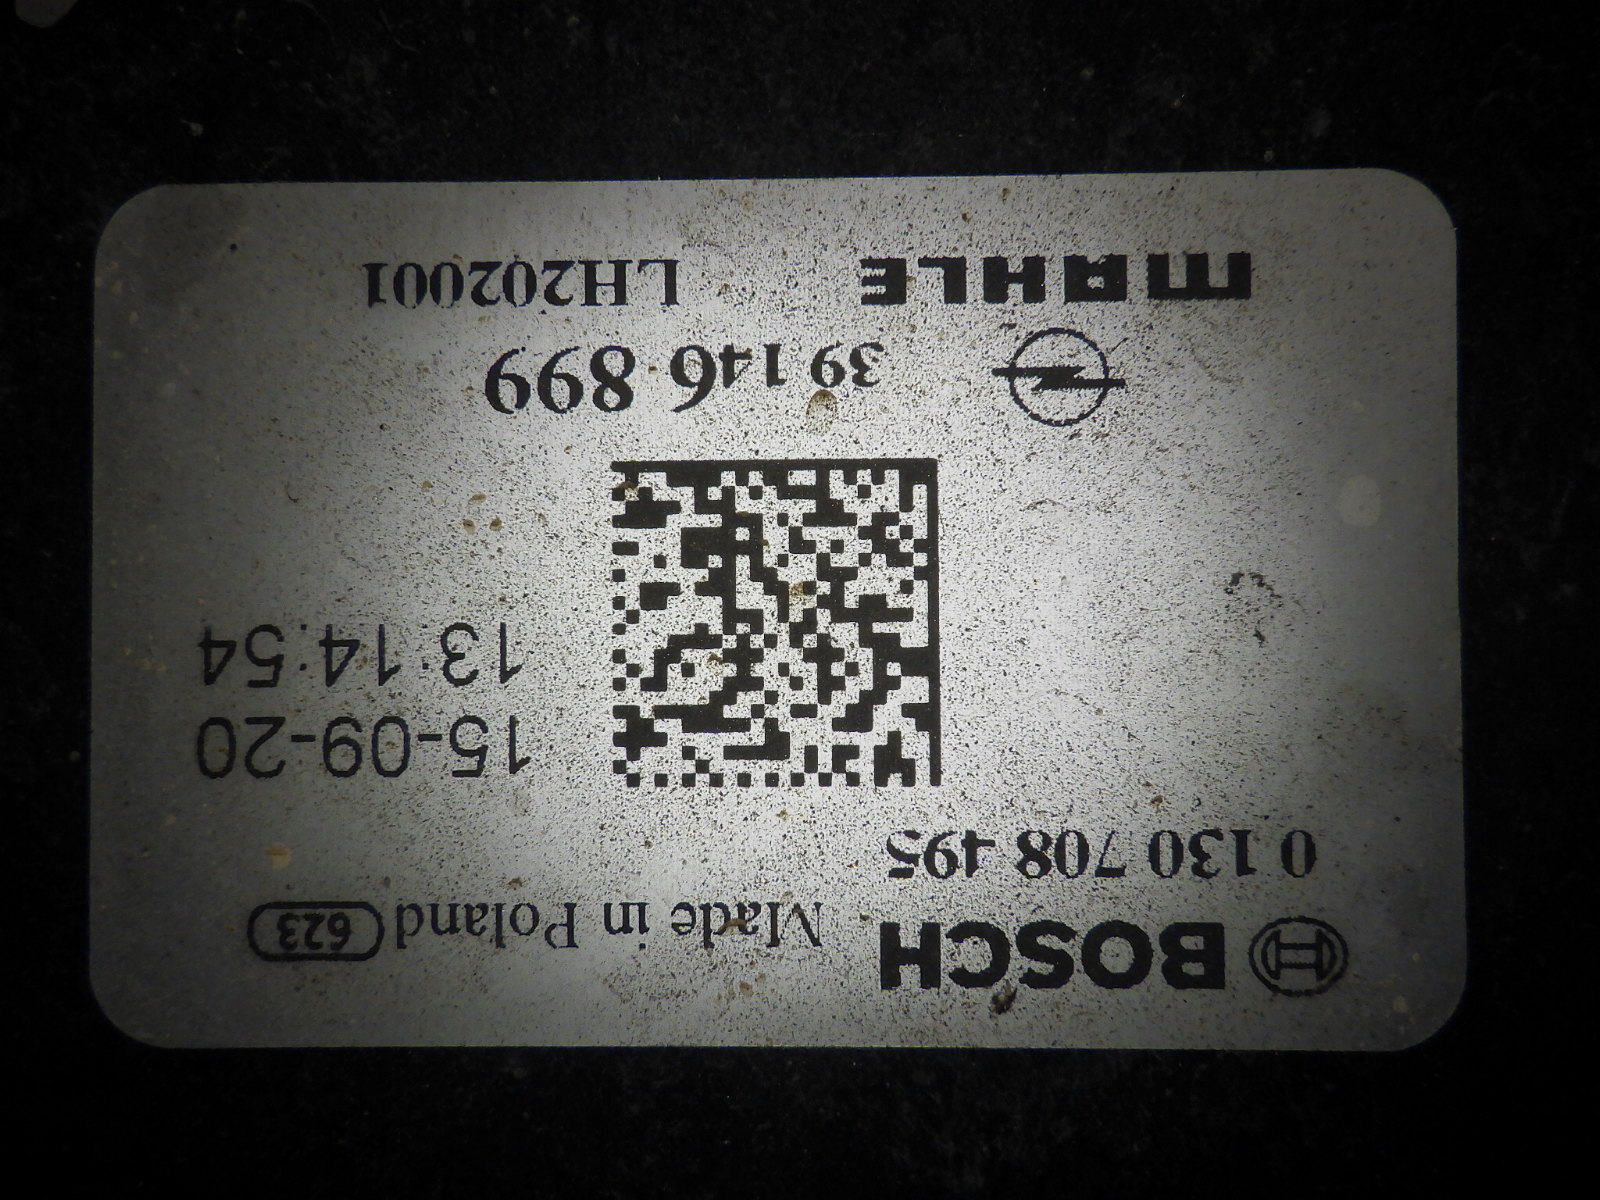 BOSCH Made in Poland 623
0 130 708 495
15-09-20
13:14:54
39 146 899
MAHLE LH202001